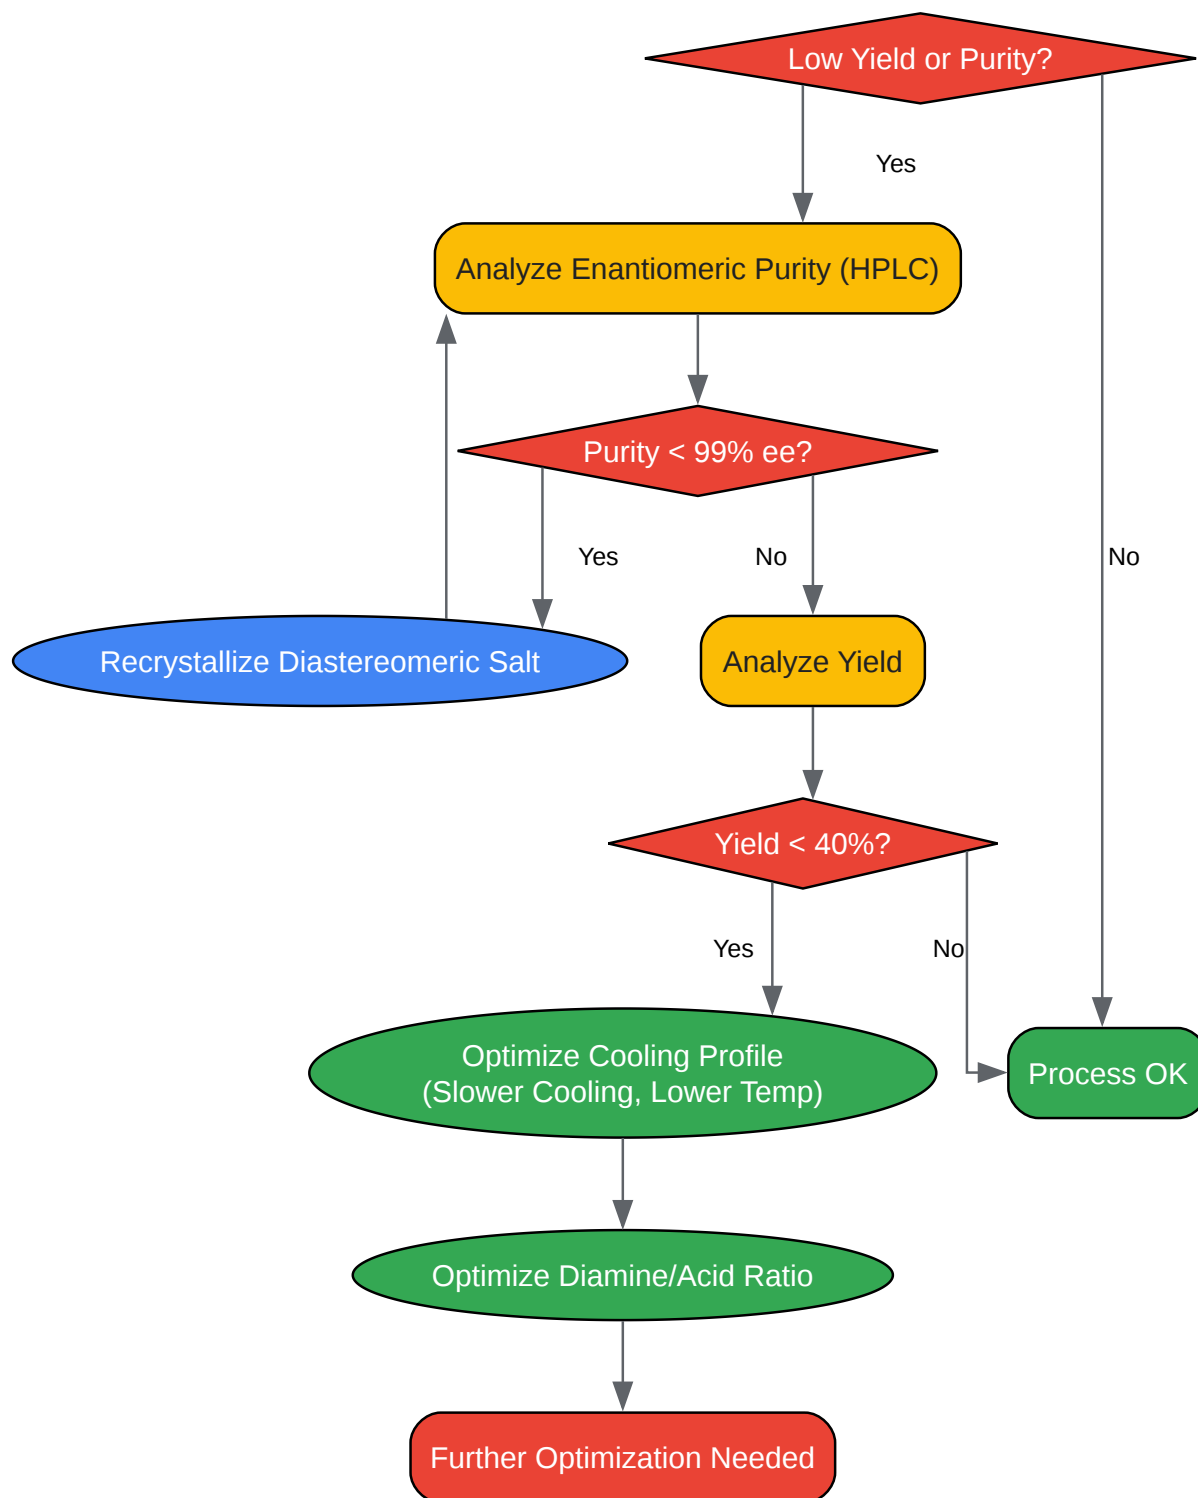 Low Yield or Purity?
Yes
Analyze Enantiomeric Purity (HPLC)
Purity < 99% ee?
Yes
No
No
Recrystallize Diastereomeric Salt
Analyze Yield
Yield < 40%?
Yes
No
Optimize Cooling Profile
(Slower Cooling, Lower Temp)
Process OK
Optimize Diamine/Acid Ratio
Further Optimization Needed